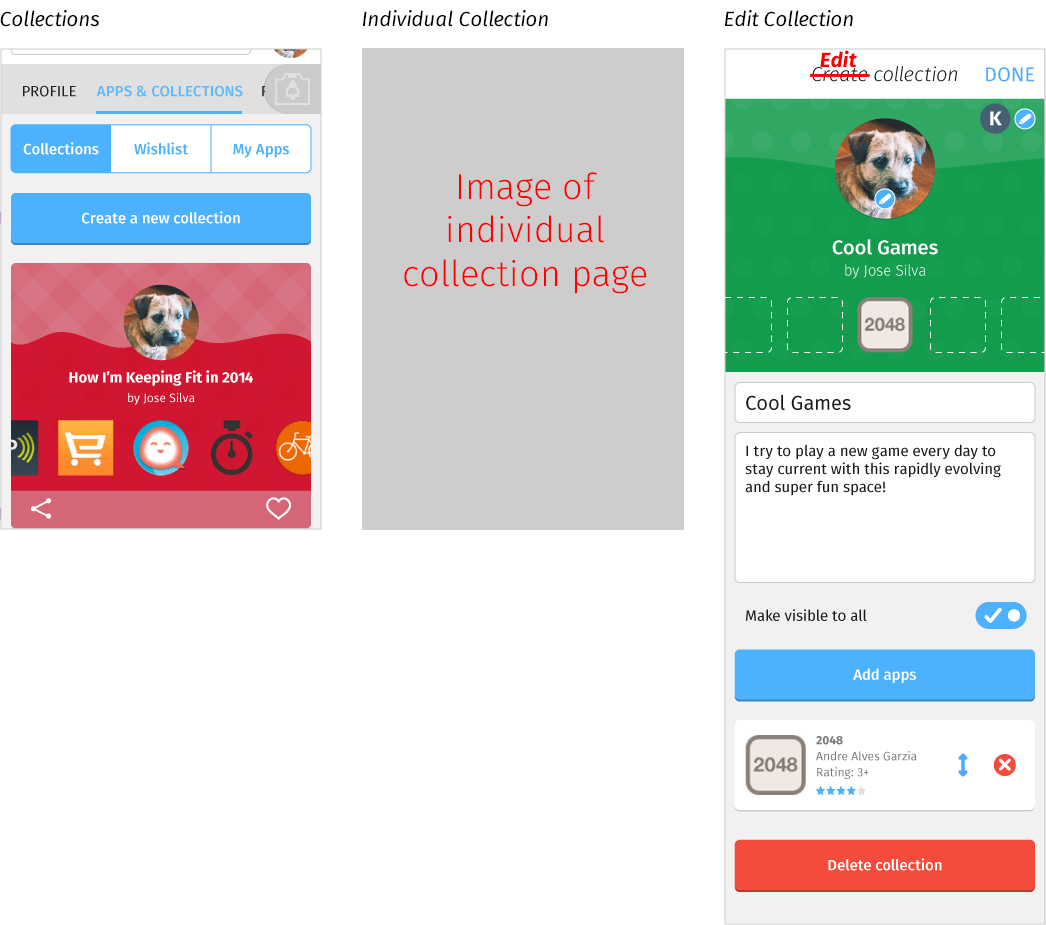 Collections
PROFILE APPS & COLLECTIONS
Collections Wishlist My Apps
Create a new collection
How I'm Keeping Fit in 2014
by Jose Silva
Individual Collection
Image of
individual
collection page
Edit Collection
Edit
Create collection DONE
K
Cool Games
by Jose Silva
2048
Cool Games
I try to play a new game every day to
stay current with this rapidly evolving
and super fun space!
Make visible to all
Add apps
2048
2048
Andre Alves Garzia
Rating: 3+
Delete collection